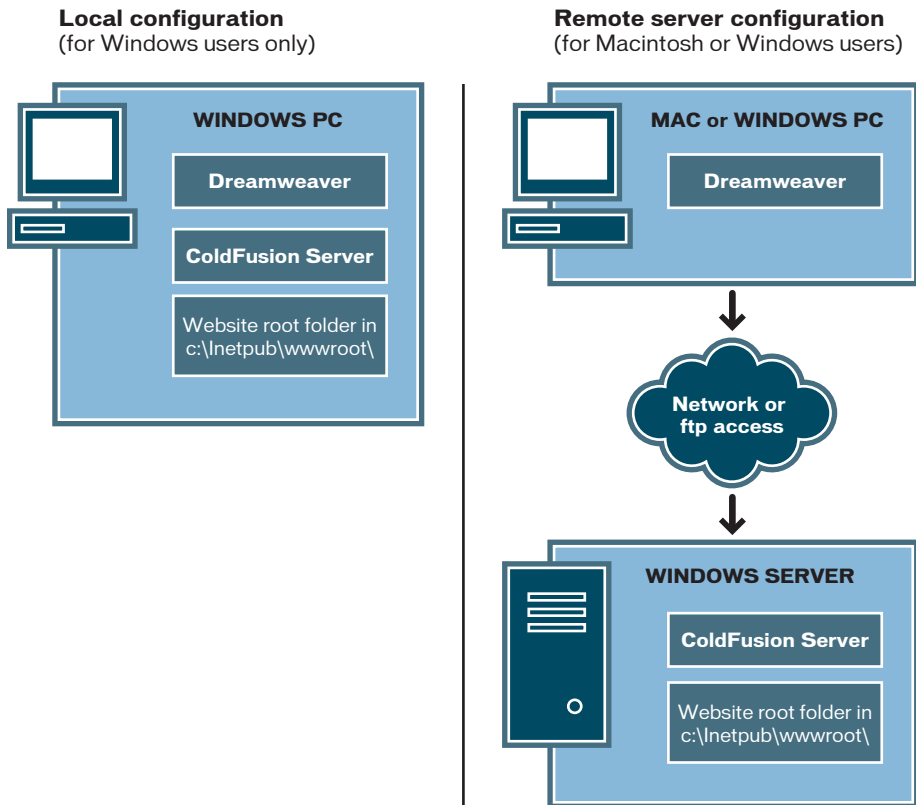 Local configuration
(for Windows users only)
WINDOWS PC
Dreamweaver
ColdFusion Server
Website root folder in
c:\Inetpub\wwwroot\
Remote server configuration
(for Macintosh or Windows users)
MAC or WINDOWS PC
Dreamweaver
Network or
ftp access
WINDOWS SERVER
ColdFusion Server
Website root folder in
c:\Inetpub\wwwroot\